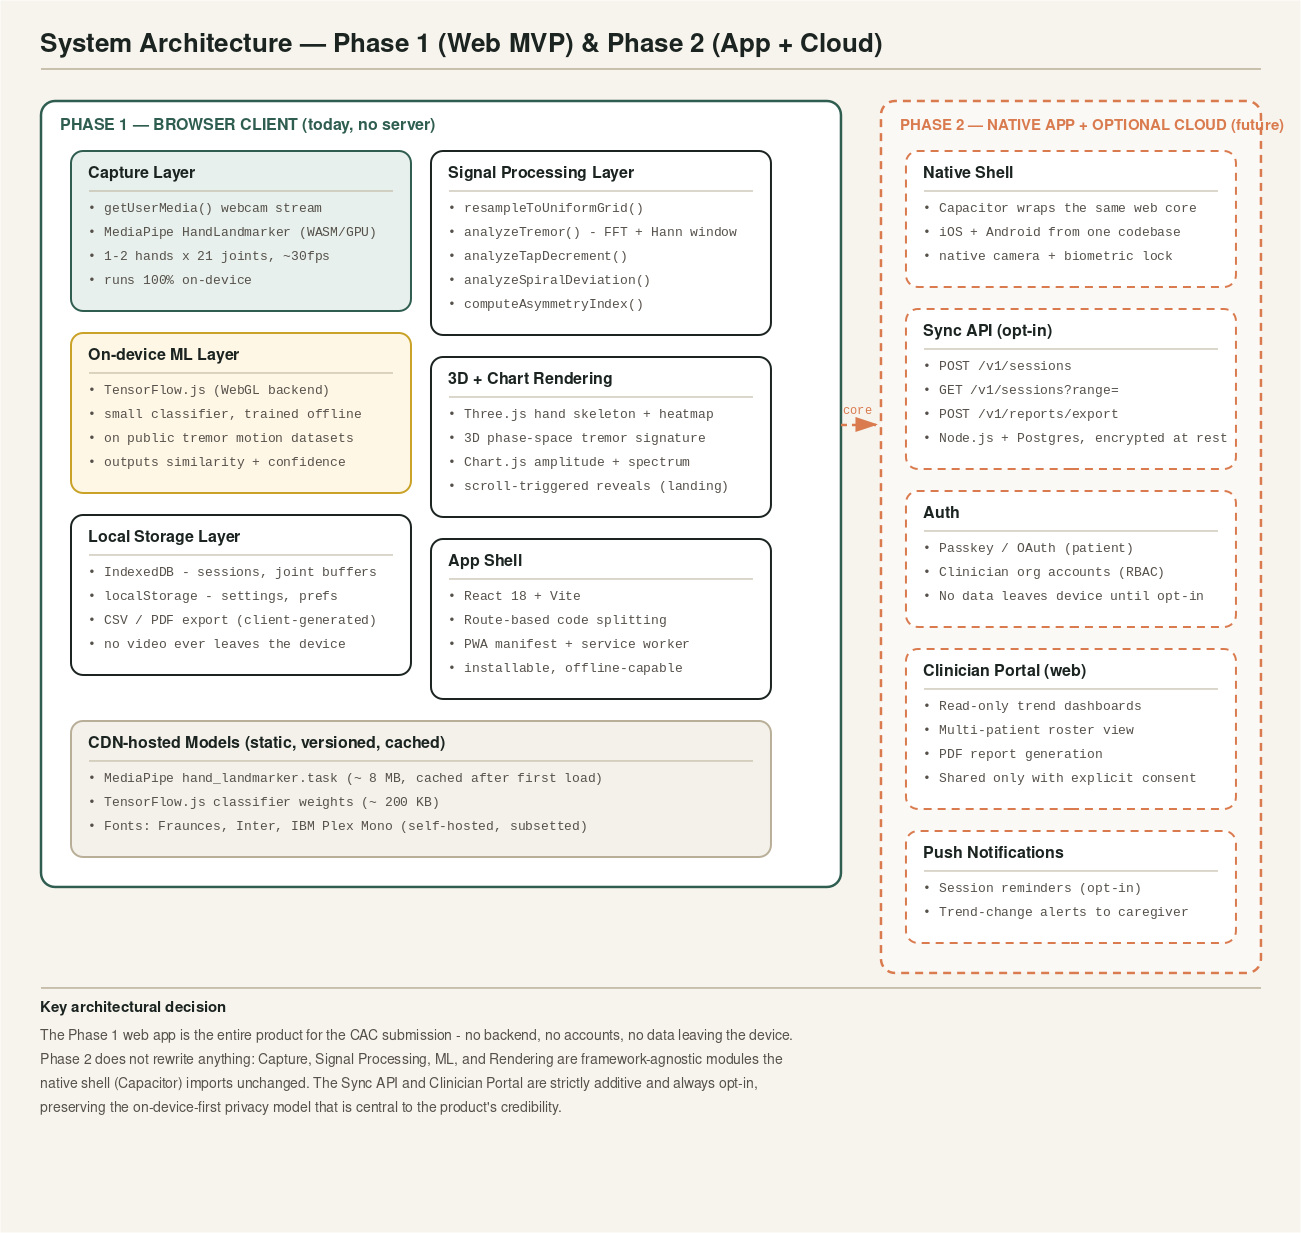 System Architecture — Phase 1 (Web MVP) & Phase 2 (App + Cloud)
PHASE 1 — BROWSER CLIENT (today, no server)
Capture Layer
• getUserMedia() webcam stream
• MediaPipe HandLandmarker (WASM/GPU)
• 1-2 hands x 21 joints, ~30fps
• runs 100% on-device
On-device ML Layer
• TensorFlow.js (WebGL backend)
• small classifier, trained offline
• on public tremor motion datasets
• outputs similarity + confidence
Local Storage Layer
• IndexedDB - sessions, joint buffers
• localStorage - settings, prefs
• CSV / PDF export (client-generated)
• no video ever leaves the device
Signal Processing Layer
• resampleToUniformGrid()
• analyzeTremor() - FFT + Hann window
• analyzeTapDecrement()
• analyzeSpiralDeviation()
• computeAsymmetryIndex()
3D + Chart Rendering
• Three.js hand skeleton + heatmap
• 3D phase-space tremor signature
• Chart.js amplitude + spectrum
• scroll-triggered reveals (landing)
App Shell
• React 18 + Vite
• Route-based code splitting
• PWA manifest + service worker
• installable, offline-capable
CDN-hosted Models (static, versioned, cached)
• MediaPipe hand_landmarker.task (~ 8 MB, cached after first load)
• TensorFlow.js classifier weights (~ 200 KB)
• Fonts: Fraunces, Inter, IBM Plex Mono (self-hosted, subsetted)
core
PHASE 2 — NATIVE APP + OPTIONAL CLOUD (future)
Native Shell
• Capacitor wraps the same web core
• iOS + Android from one codebase
• native camera + biometric lock
Sync API (opt-in)
• POST /v1/sessions
• GET /v1/sessions?range=
• POST /v1/reports/export
• Node.js + Postgres, encrypted at rest
Auth
• Passkey / OAuth (patient)
• Clinician org accounts (RBAC)
• No data leaves device until opt-in
Clinician Portal (web)
• Read-only trend dashboards
• Multi-patient roster view
• PDF report generation
• Shared only with explicit consent
Push Notifications
• Session reminders (opt-in)
• Trend-change alerts to caregiver
Key architectural decision
The Phase 1 web app is the entire product for the CAC submission - no backend, no accounts, no data leaving the device.
Phase 2 does not rewrite anything: Capture, Signal Processing, ML, and Rendering are framework-agnostic modules the
native shell (Capacitor) imports unchanged. The Sync API and Clinician Portal are strictly additive and always opt-in,
preserving the on-device-first privacy model that is central to the product's credibility.